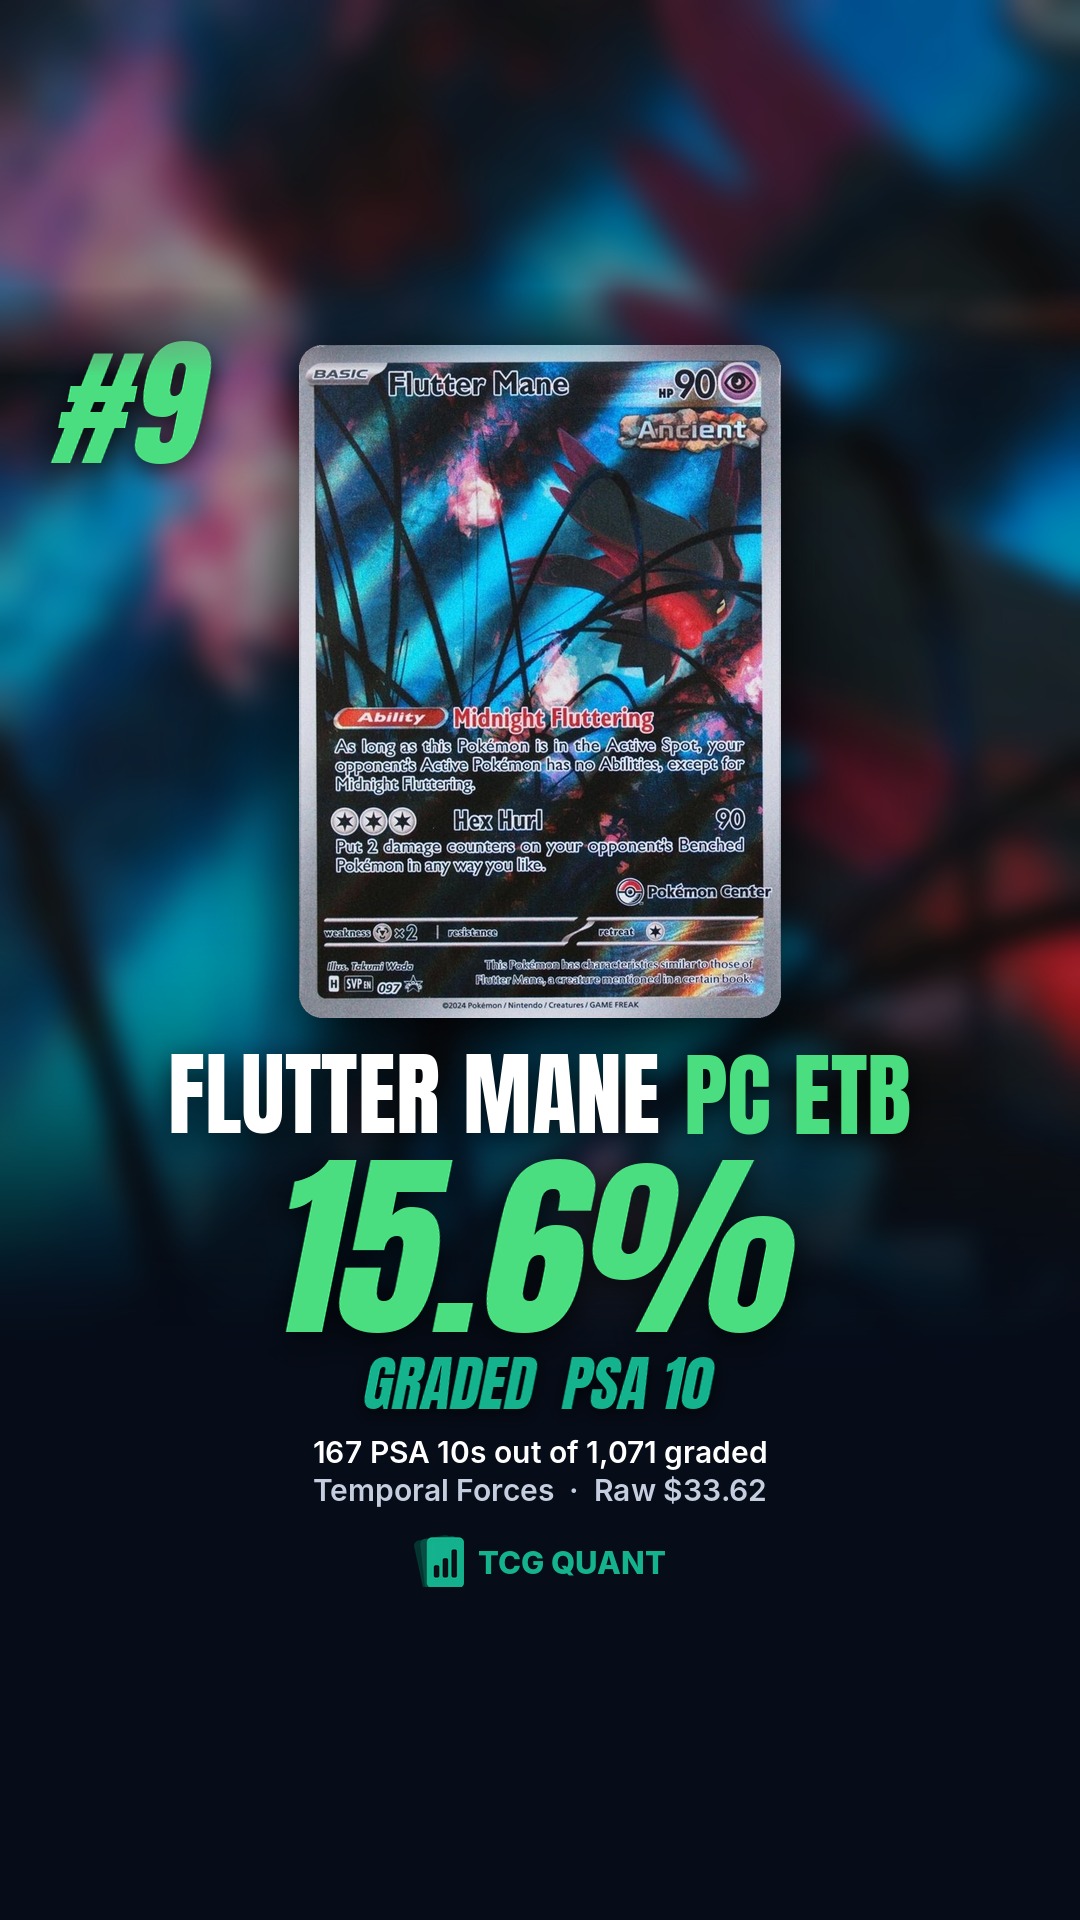 #9
BASIC Flutter Mane HP 90
Ancient
Ability Midnight Fluttering
As long as this Pokémon is in the Active Spot, your
opponent's Active Pokémon has no Abilities, except for
Midnight Fluttering.
Hex Hurl 90
Put 2 damage counters on your opponent's Benched
Pokémon in any way you like.
Pokémon Center
weakness ×2 resistance retreat
Illus. Takumi Wada
This Pokémon has characteristics similar to those of
Flutter Mane, a creature mentioned in a certain book.
H SVP EN 097
©2024 Pokémon / Nintendo / Creatures / GAME FREAK
FLUTTER MANE PC ETB
15.6%
GRADED PSA 10
167 PSA 10s out of 1,071 graded
Temporal Forces · Raw $33.62
TCG QUANT